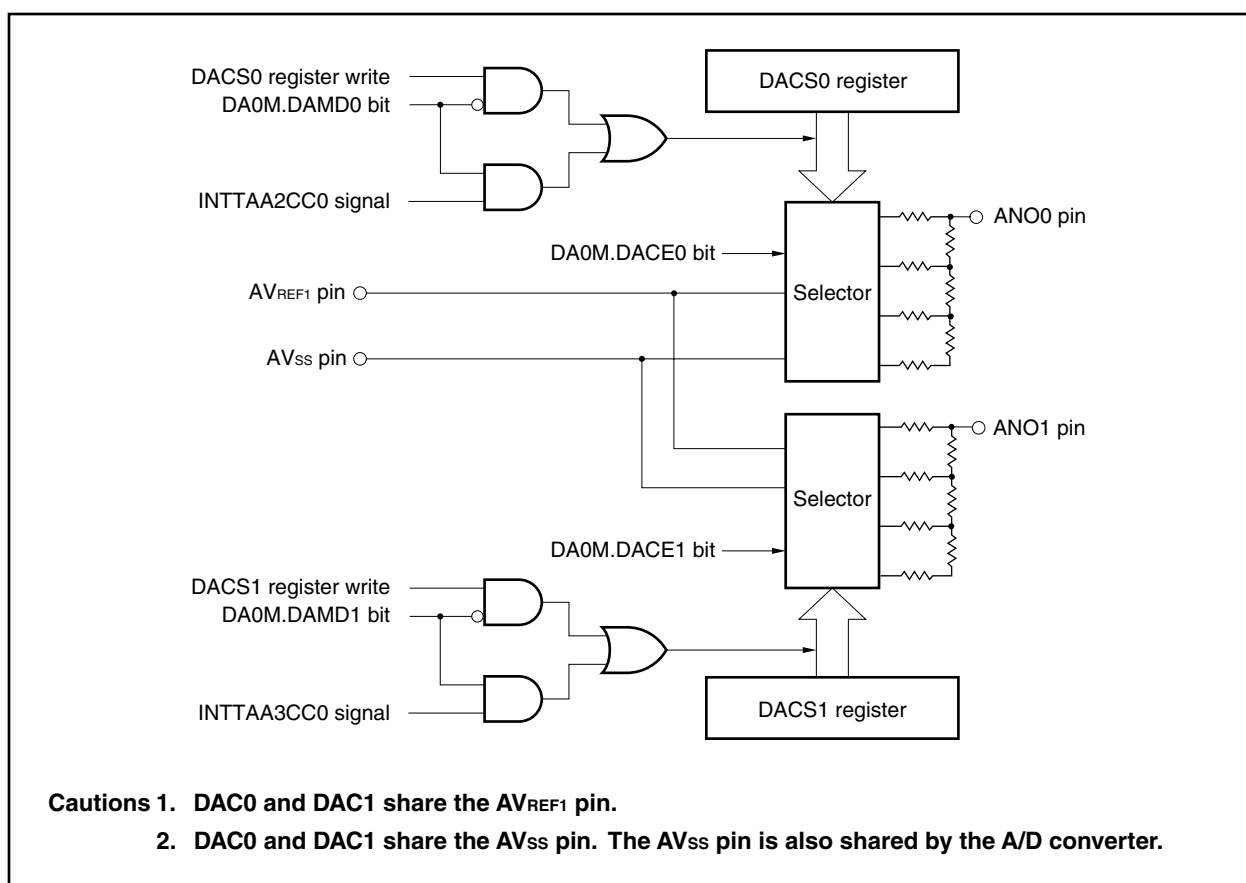 DACS0 register write
DA0M.DAMD0 bit
INTTAA2CC0 signal
DACS0 register
DA0M.DACE0 bit
Selector
ANO0 pin
AVREF1 pin
AVSS pin
ANO1 pin
Selector
DA0M.DACE1 bit
DACS1 register write
DA0M.DAMD1 bit
INTTAA3CC0 signal
DACS1 register
Cautions 1. DAC0 and DAC1 share the AVREF1 pin.
2. DAC0 and DAC1 share the AVSS pin. The AVSS pin is also shared by the A/D converter.